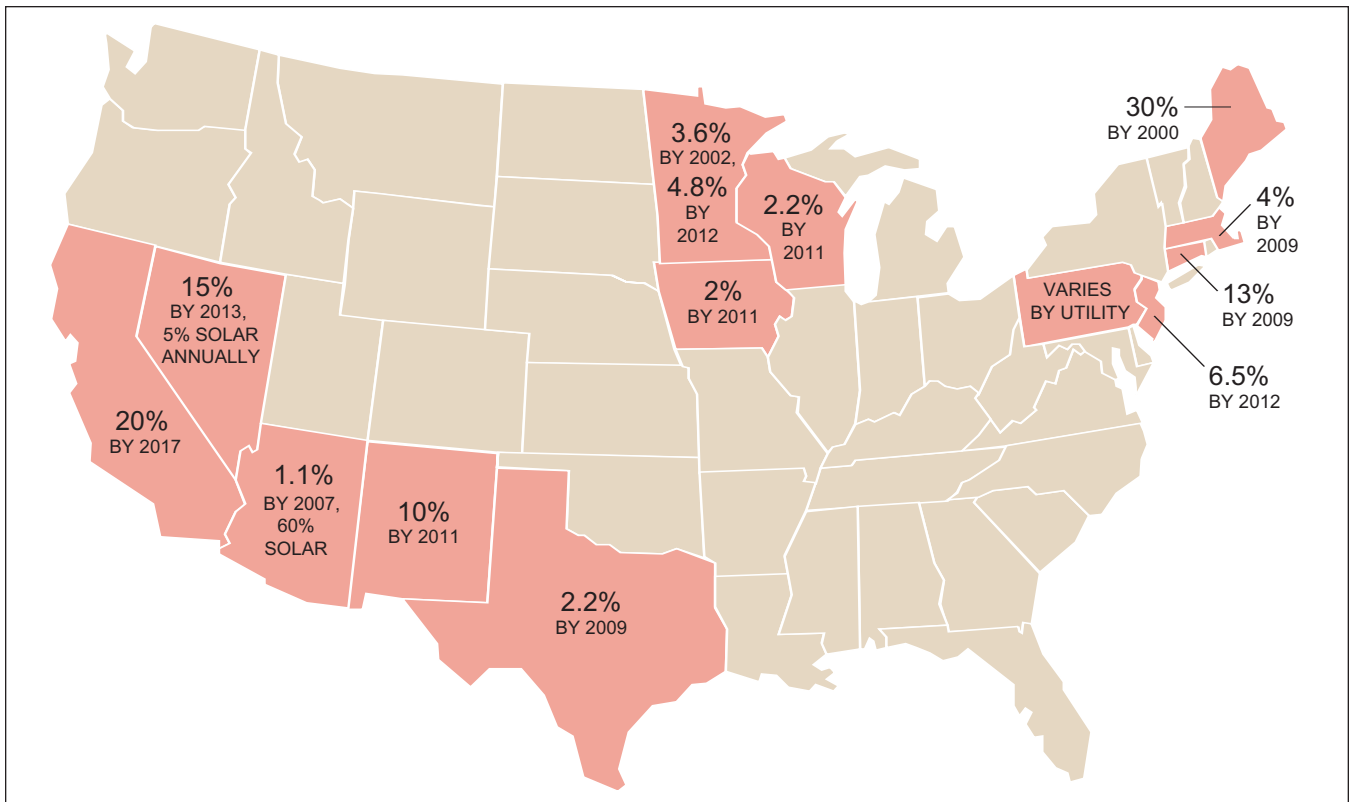 30%
BY 2000
3.6%
BY 2002,
4.8%
BY
2012
2.2%
BY
2011
4%
BY
2009
15%
BY 2013,
5% SOLAR
ANNUALLY
2%
BY 2011
VARIES
BY UTILITY
13%
BY 2009
6.5%
BY 2012
20%
BY 2017
1.1%
BY 2007,
60%
SOLAR
10%
BY 2011
2.2%
BY 2009